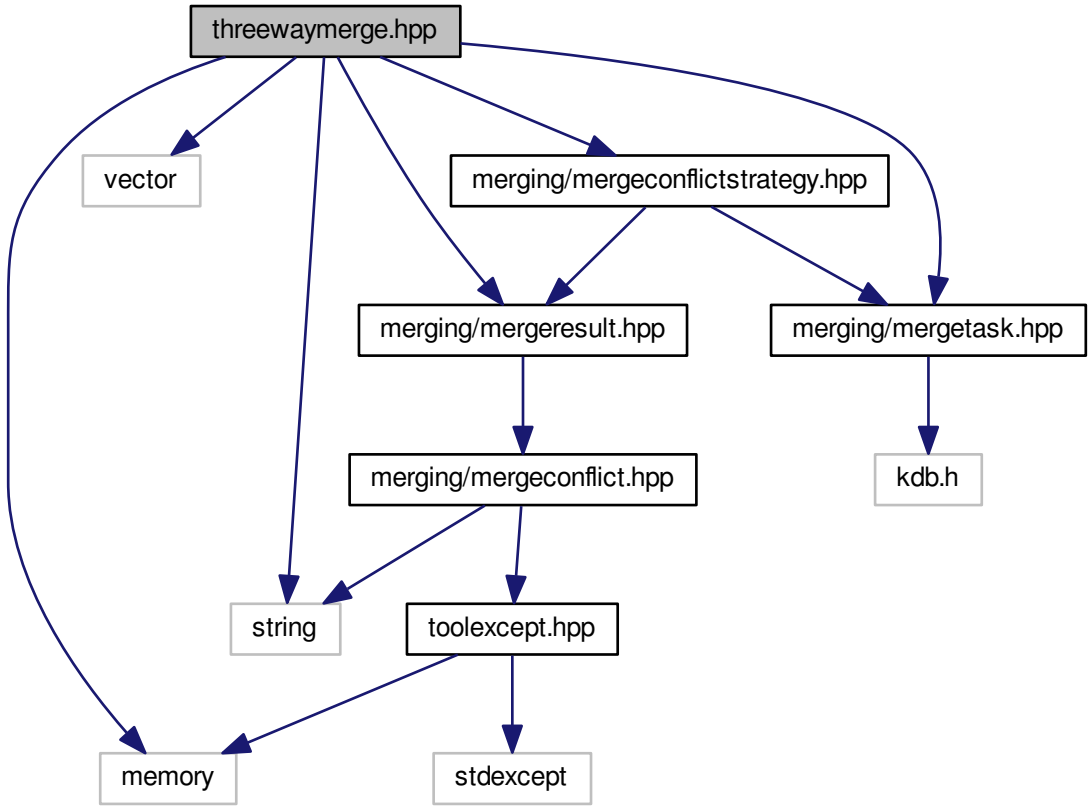 threewaymerge.hpp
vector
merging/mergeconflictstrategy.hpp
merging/mergeresult.hpp
merging/mergetask.hpp
merging/mergeconflict.hpp
kdb.h
string
toolexcept.hpp
memory
stdexcept